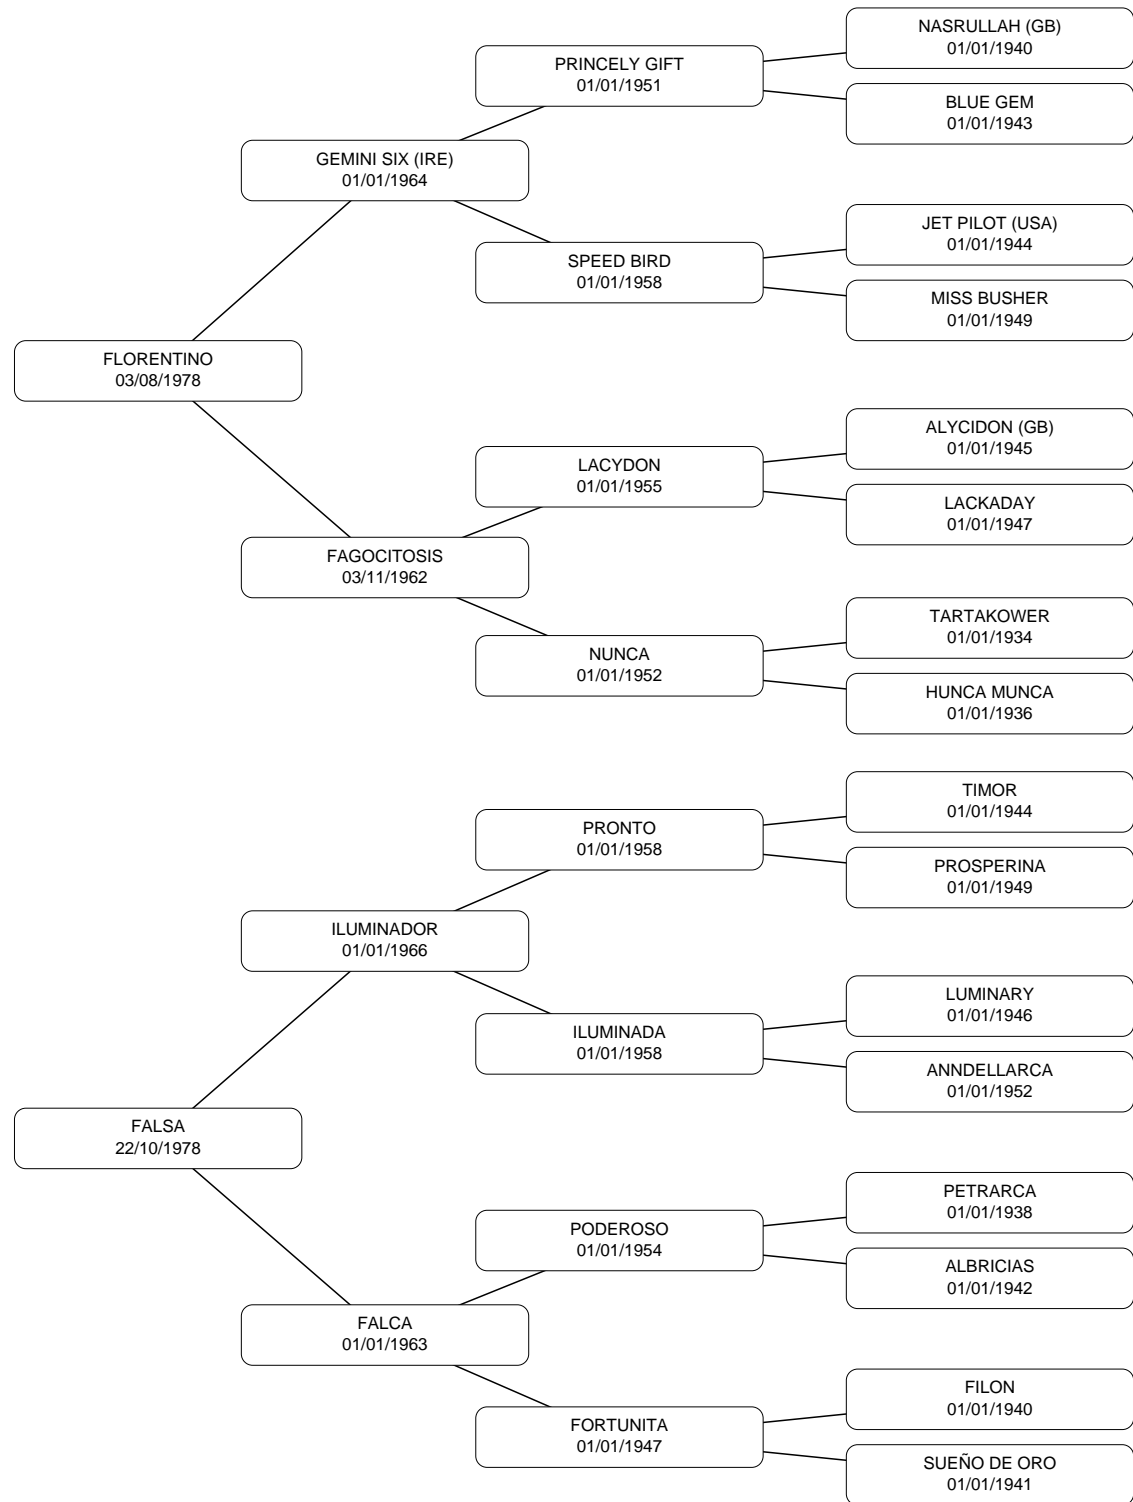 NASRULLAH (GB)
01/01/1940
PRINCELY GIFT
01/01/1951
BLUE GEM
01/01/1943
GEMINI SIX (IRE)
01/01/1964
JET PILOT (USA)
01/01/1944
SPEED BIRD
01/01/1958
MISS BUSHER
01/01/1949
FLORENTINO
03/08/1978
ALYCIDON (GB)
01/01/1945
LACYDON
01/01/1955
LACKADAY
01/01/1947
FAGOCITOSIS
03/11/1962
TARTAKOWER
01/01/1934
NUNCA
01/01/1952
HUNCA MUNCA
01/01/1936
TIMOR
01/01/1944
PRONTO
01/01/1958
PROSPERINA
01/01/1949
ILUMINADOR
01/01/1966
LUMINARY
01/01/1946
ILUMINADA
01/01/1958
ANNDELLARCA
01/01/1952
FALSA
22/10/1978
PETRARCA
01/01/1938
PODEROSO
01/01/1954
ALBRICIAS
01/01/1942
FALCA
01/01/1963
FILON
01/01/1940
FORTUNITA
01/01/1947
SUEÑO DE ORO
01/01/1941